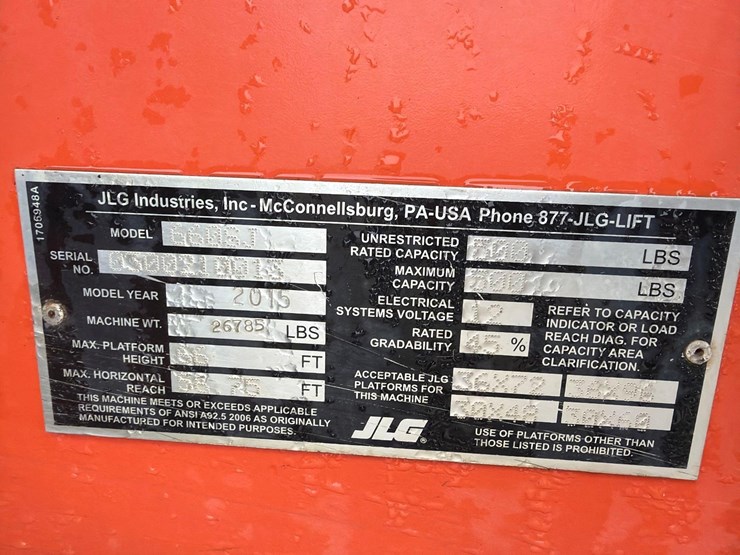 1706948A
JLG Industries, Inc - McConnellsburg, PA-USA Phone 877-JLG-LIFT
MODEL 660SJ
SERIAL
NO.
MODEL YEAR 2015
MACHINE WT. 26785 LBS
MAX. PLATFORM
HEIGHT 66 FT
MAX. HORIZONTAL
REACH FT
THIS MACHINE MEETS OR EXCEEDS APPLICABLE
REQUIREMENTS OF ANSI A92.5 2006 AS ORIGINALLY
MANUFACTURED FOR INTENDED PURPOSES.
UNRESTRICTED
RATED CAPACITY 500 LBS
MAXIMUM
CAPACITY 500 LBS
ELECTRICAL
SYSTEMS VOLTAGE 12
RATED
GRADABILITY 45 %
REFER TO CAPACITY
INDICATOR OR LOAD
REACH DIAG. FOR
CAPACITY AREA
CLARIFICATION.
ACCEPTABLE JLG
PLATFORMS FOR
THIS MACHINE
36X72
30X48
JLG
USE OF PLATFORMS OTHER THAN
THOSE LISTED IS PROHIBITED.